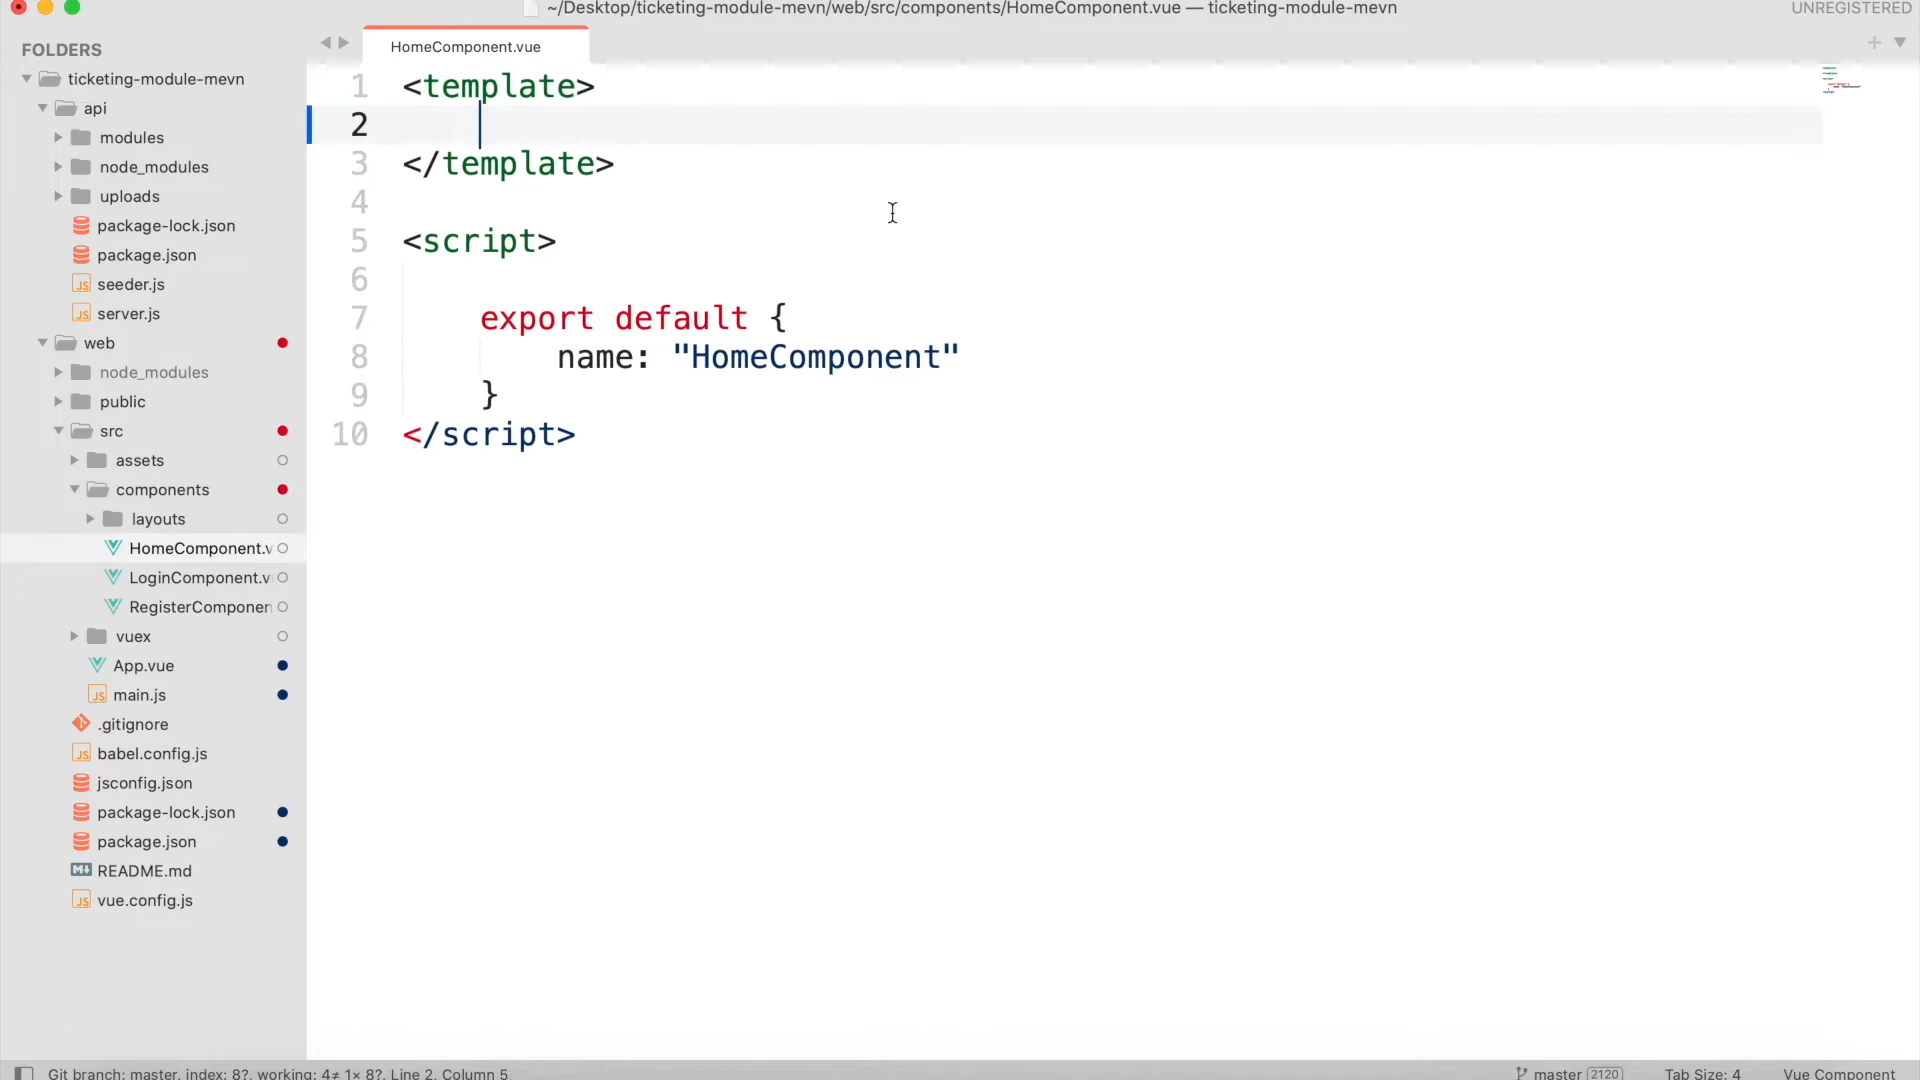 ~/Desktop/ticketing-module-mevn/web/src/components/HomeComponent.vue — ticketing-module-mevn
UNREGISTERED
FOLDERS
ticketing-module-mevn
api
modules
node_modules
uploads
package-lock.json
package.json
seeder.js
server.js
web
node_modules
public
src
assets
components
layouts
HomeComponent.v
LoginComponent.v
RegisterComponen
vuex
App.vue
main.js
.gitignore
babel.config.js
jsconfig.json
package-lock.json
package.json
README.md
vue.config.js
HomeComponent.vue
1 <template>
2
3 </template>
4
5 <script>
6
7 export default {
8 name: "HomeComponent"
9 }
10 </script>
Git branch: master, index: 8?, working: 4≠ 1× 8?, Line 2, Column 5
master 2120
Tab Size: 4
Vue Component